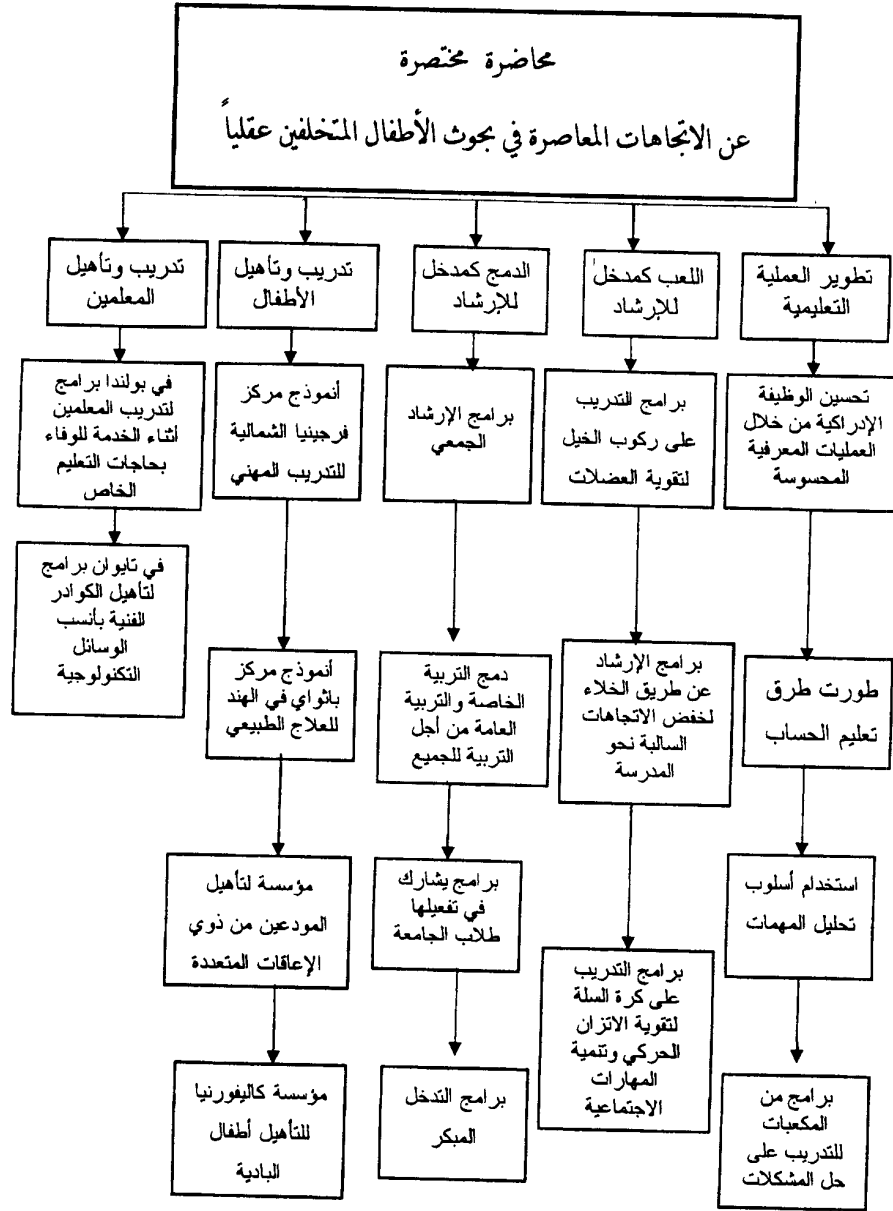 محاضرة مختصرة
عن الاتجاهات المعاصرة في بحوث الأطفال المتخلفين عقلياً
تطوير العملية
التعليمية
تحسين الوظيفة
الإدراكية من خلال
العمليات المعرفية
المحسوسة
طورت طرق
تعليم الحساب
استخدام أسلوب
تحليل المهمات
برامج من
المكعبات
للتدريب على
حل المشكلات
اللعب كمدخل
للإرشاد
برامج التدريب
على ركوب الخيل
لتقوية العضلات
برامج الإرشاد
عن طريق الخلاء
لخفض الاتجاهات
السالبة نحو
المدرسة
برامج التدريب
على كرة السلة
لتقوية الاتزان
الحركي وتنمية
المهارات
الاجتماعية
الدمج كمدخل
للإرشاد
برامج الإرشاد
الجمعي
دمج التربية
الخاصة والتربية
العامة من أجل
التربية للجميع
برامج يشارك
في تفعيلها
طلاب الجامعة
برامج التدخل
المبكر
تدريب وتأهيل
الأطفال
أنموذج مركز
فرجينيا الشمالية
للتدريب المهني
أنموذج مركز
باثواي في الهند
للعلاج الطبيعي
مؤسسة لتأهيل
المودعين من ذوي
الإعاقات المتعددة
مؤسسة كاليفورنيا
للتأهيل أطفال
البادية
تدريب وتأهيل
المعلمين
في بولندا برامج
لتدريب المعلمين
أثناء الخدمة للوفاء
بحاجات التعليم
الخاص
في تايوان برامج
لتأهيل الكوادر
الفنية بأنسب
الوسائل
التكنولوجية